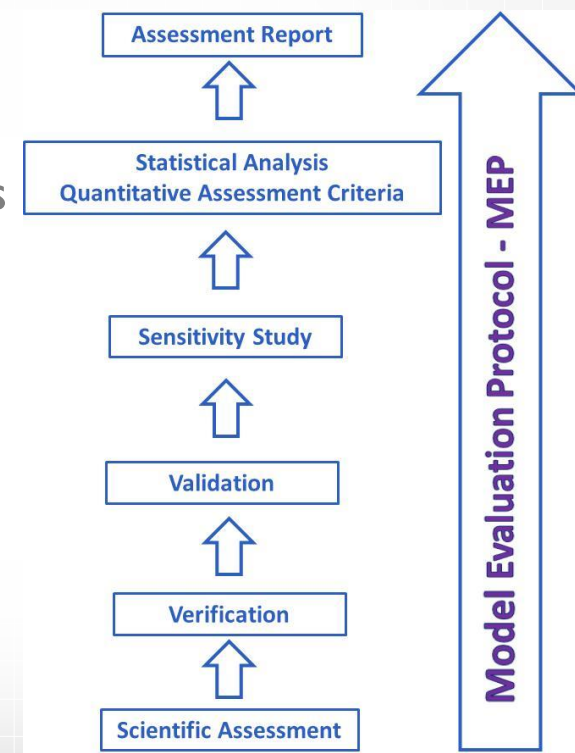 Assessment Report
Statistical Analysis
Quantitative Assessment Criteria
s
Sensitivity Study
Validation
Verification
Scientific Assessment
Model Evaluation Protocol - MEP